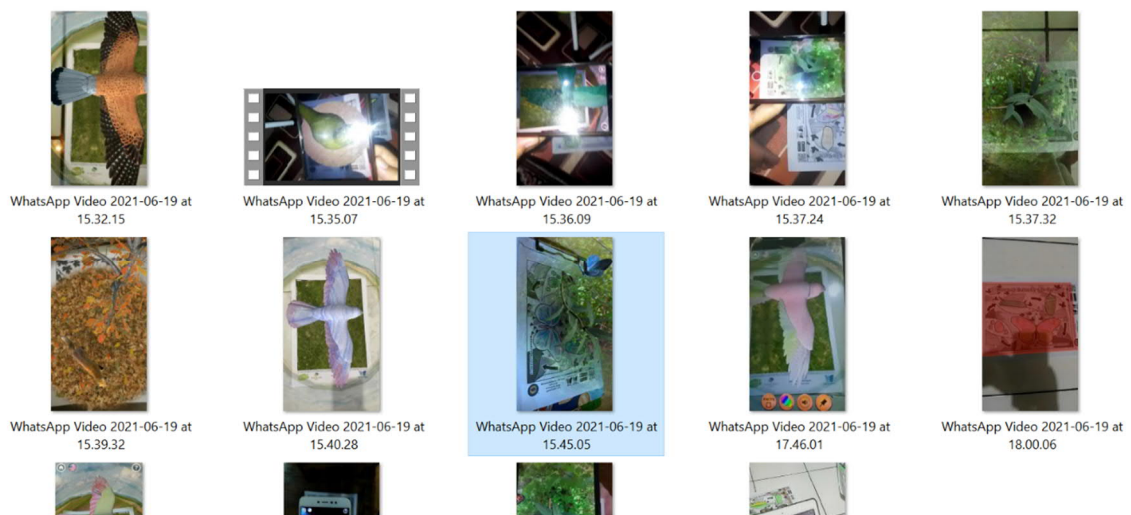 WhatsApp Video 2021-06-19 at
15.32.15
WhatsApp Video 2021-06-19 at
15.35.07
WhatsApp Video 2021-06-19 at
15.36.09
WhatsApp Video 2021-06-19 at
15.37.24
WhatsApp Video 2021-06-19 at
15.37.32
WhatsApp Video 2021-06-19 at
15.39.32
WhatsApp Video 2021-06-19 at
15.40.28
WhatsApp Video 2021-06-19 at
15.45.05
WhatsApp Video 2021-06-19 at
17.46.01
WhatsApp Video 2021-06-19 at
18.00.06